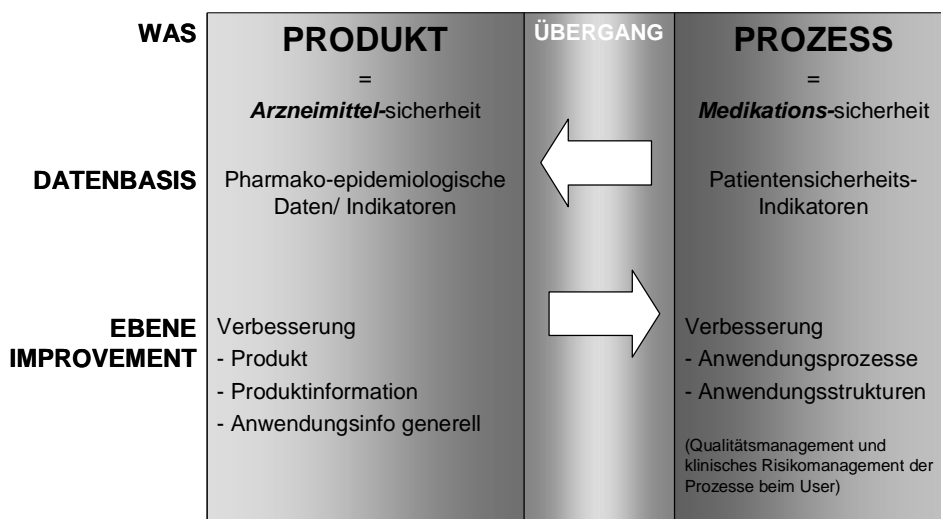 WAS
PRODUKT
ÜBERGANG
PROZESS
=
Arzneimittel-sicherheit
=
Medikations-sicherheit
DATENBASIS
Pharmako-epidemiologische
Daten/ Indikatoren
Patientensicherheits-
Indikatoren
EBENE
IMPROVEMENT
Verbesserung
- Produkt
- Produktinformation
- Anwendungsinfo generell
Verbesserung
- Anwendungsprozesse
- Anwendungsstrukturen
(Qualitätsmanagement und
klinisches Risikomanagement der
Prozesse beim User)